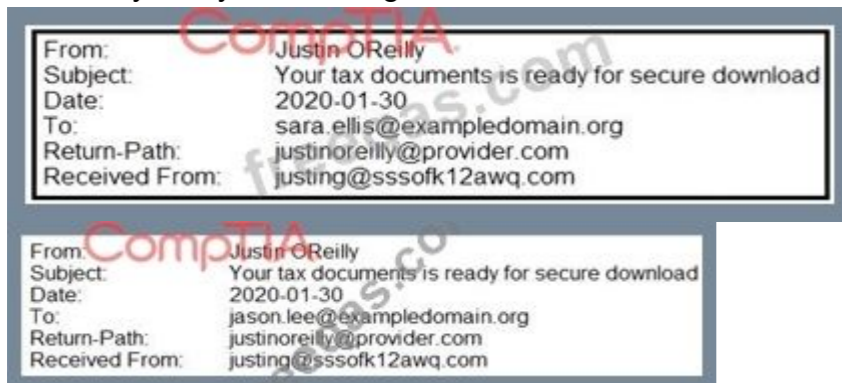 CompTIA
From: Justin OReilly
Subject: Your tax documents is ready for secure download
Date: 2020-01-30
To: sara.ellis@exampledomain.org
Return-Path: justinoreilly@provider.com
Received From: justing@sssofk12awq.com
CompTIA
From: Justin OReilly
Subject: Your tax documents is ready for secure download
Date: 2020-01-30
To: jason.lee@exampledomain.org
Return-Path: justinoreilly@provider.com
Received From: justing@sssofk12awq.com